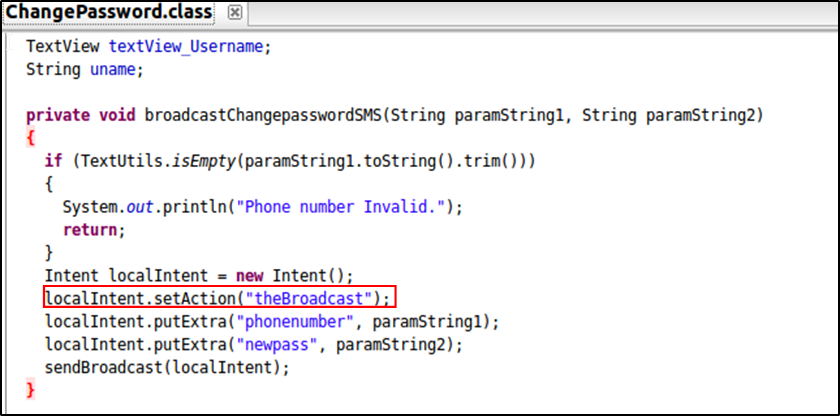 ChangePassword.class
TextView textView_Username;
String uname;
private void broadcastChangepasswordSMS(String paramString1, String paramString2)
{
if (TextUtils.isEmpty(paramString1.toString().trim()))
{
System.out.println("Phone number Invalid.");
return;
}
Intent localIntent = new Intent();
localIntent.setAction("theBroadcast");
localIntent.putExtra("phonenumber", paramString1);
localIntent.putExtra("newpass", paramString2);
sendBroadcast(localIntent);
}